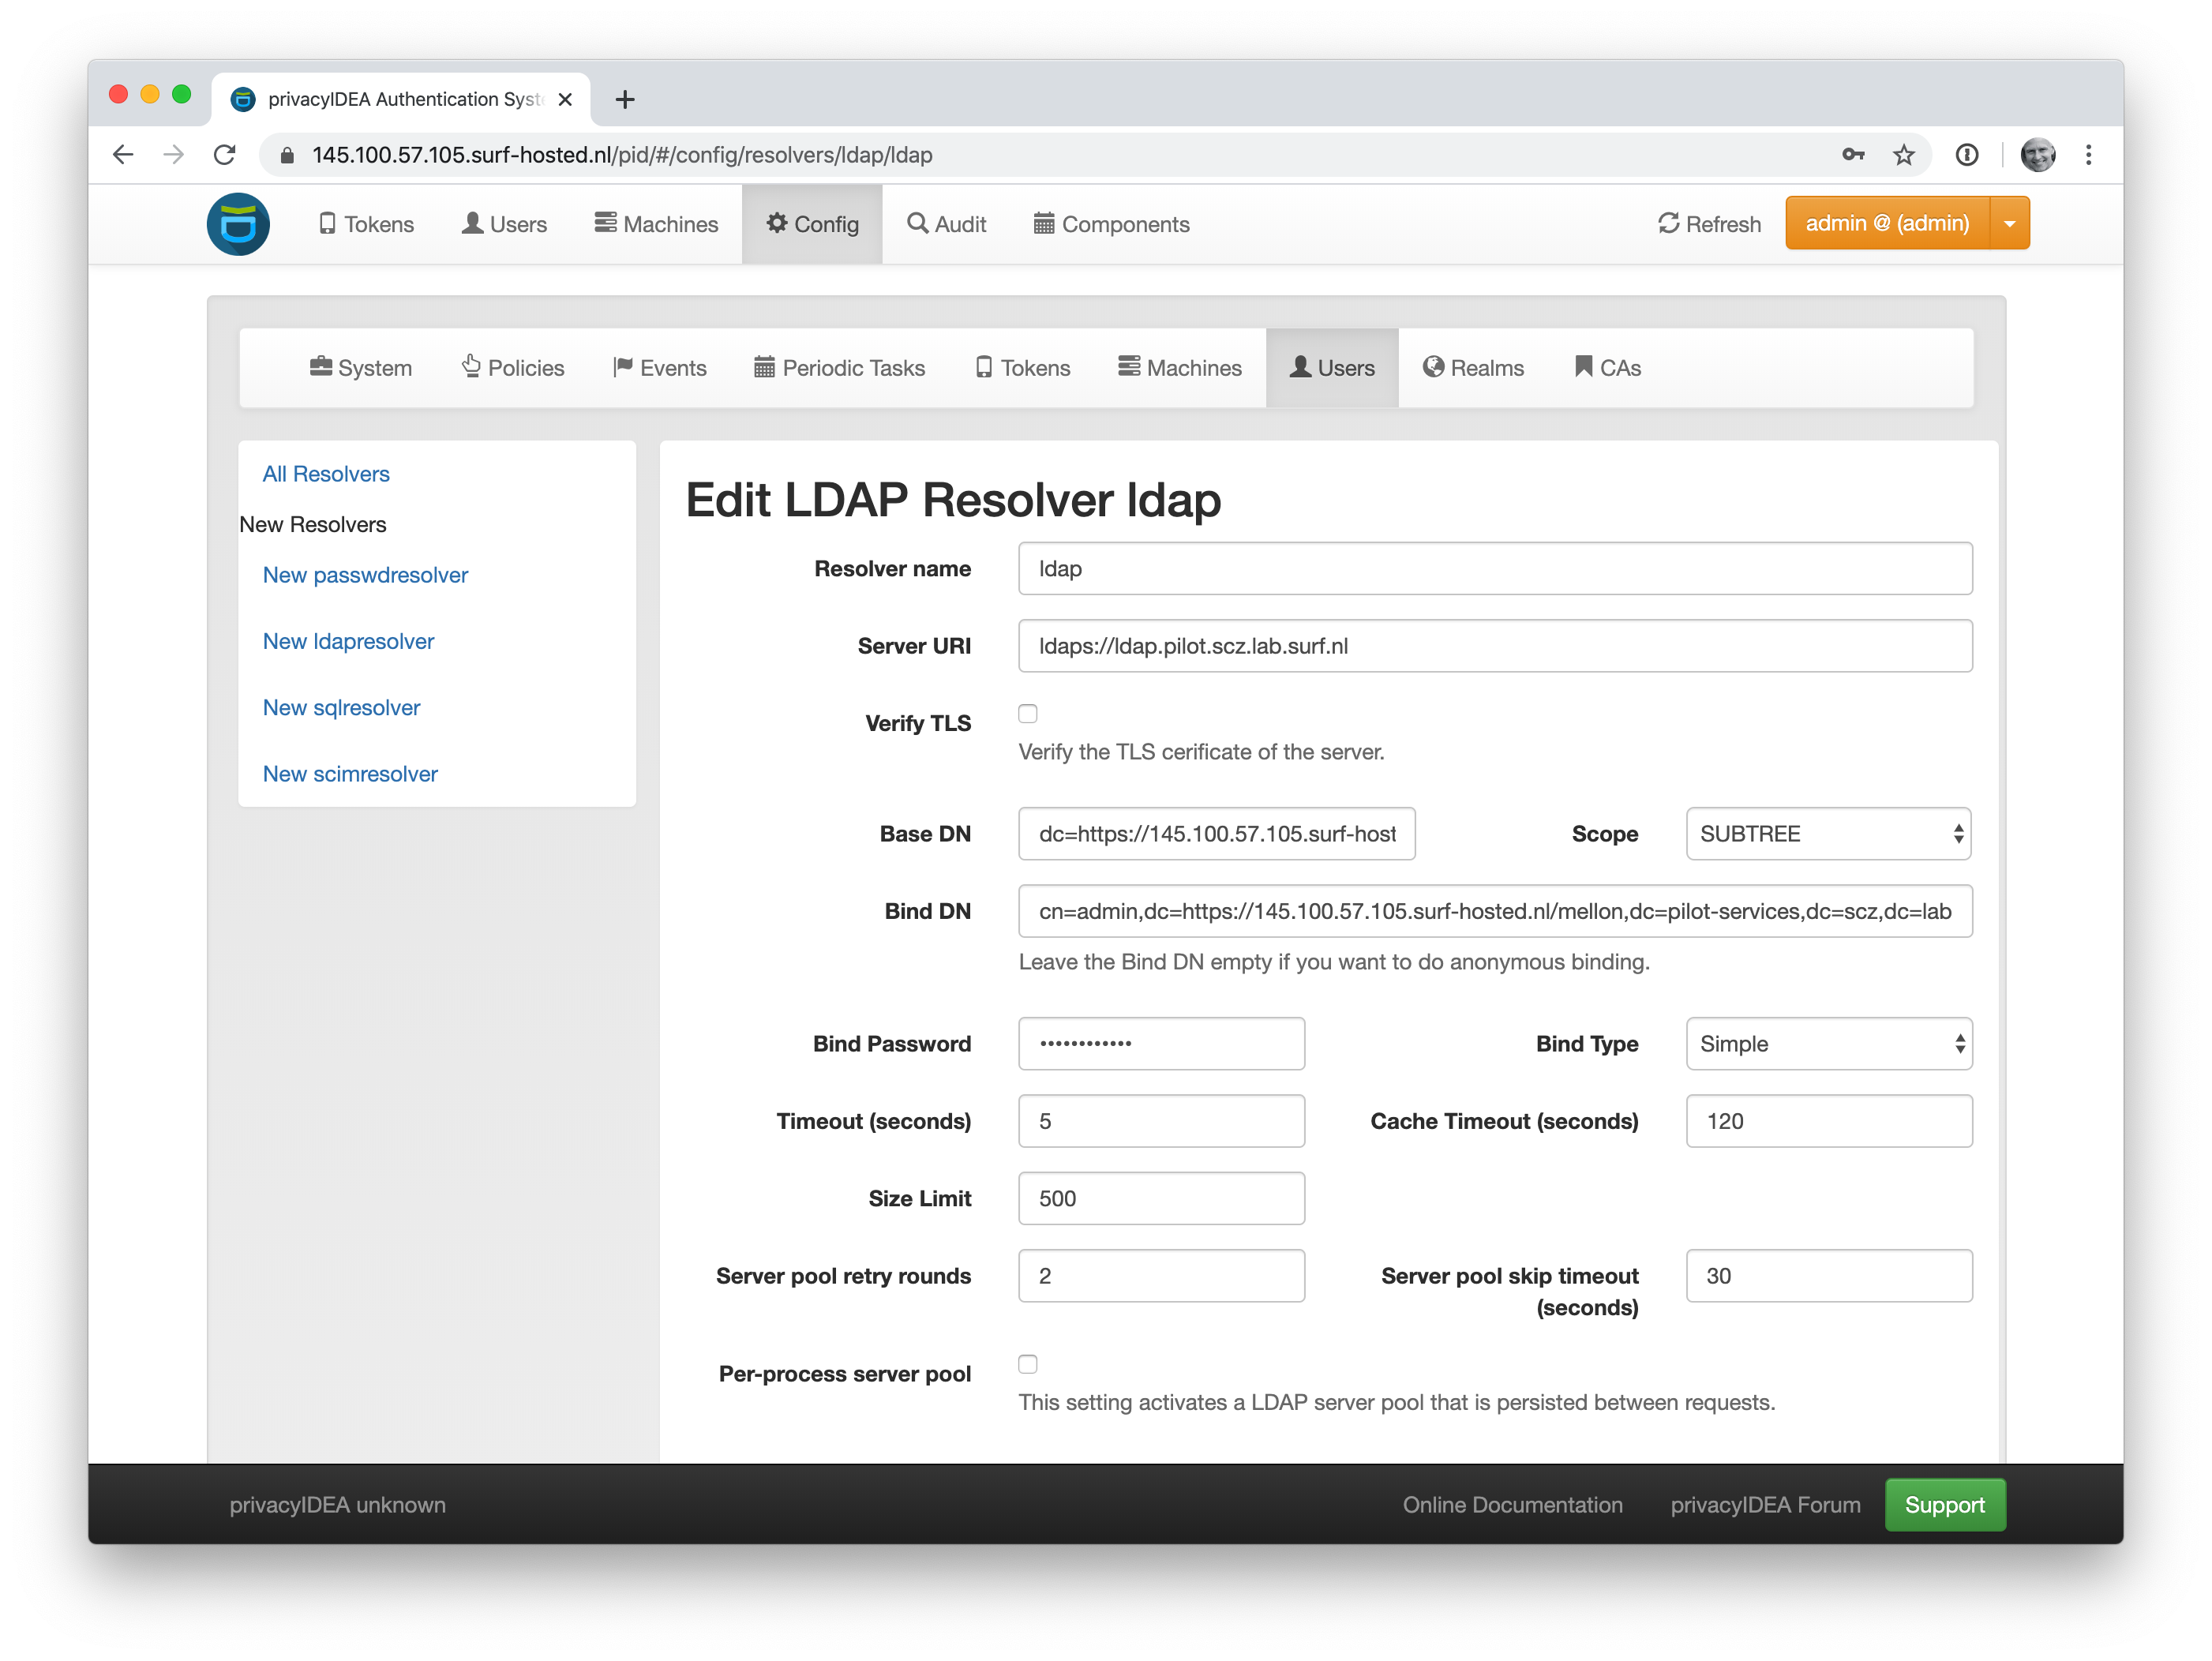 privacyIDEA Authentication Syst
145.100.57.105.surf-hosted.nl/pid/#/config/resolvers/ldap/ldap
Tokens Users Machines Config Audit Components Refresh admin @ (admin)
System Policies Events Periodic Tasks Tokens Machines Users Realms CAs
All Resolvers
New Resolvers
New passwdresolver
New ldapresolver
New sqlresolver
New scimresolver
Edit LDAP Resolver ldap
Resolver name ldap
Server URI ldaps://ldap.pilot.scz.lab.surf.nl
Verify TLS
Verify the TLS cerificate of the server.
Base DN dc=https://145.100.57.105.surf-host Scope SUBTREE
Bind DN cn=admin,dc=https://145.100.57.105.surf-hosted.nl/mellon,dc=pilot-services,dc=scz,dc=lab
Leave the Bind DN empty if you want to do anonymous binding.
Bind Password •••••••••••• Bind Type Simple
Timeout (seconds) 5 Cache Timeout (seconds) 120
Size Limit 500
Server pool retry rounds 2 Server pool skip timeout (seconds) 30
Per-process server pool
This setting activates a LDAP server pool that is persisted between requests.
privacyIDEA unknown Online Documentation privacyIDEA Forum Support